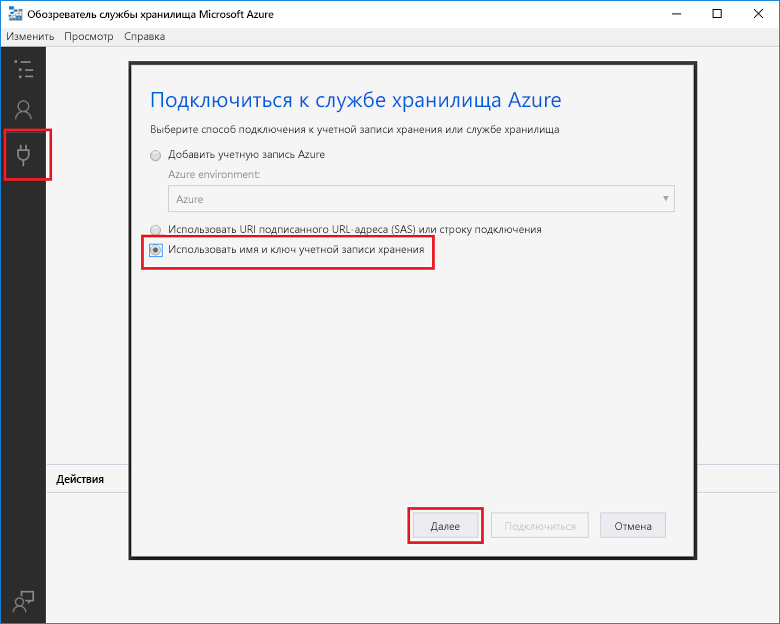 Обозреватель службы хранилища Microsoft Azure
Изменить Просмотр Справка
Подключиться к службе хранилища Azure
Выберите способ подключения к учетной записи хранения или службе хранилища
Добавить учетную запись Azure
Azure environment:
Azure
Использовать URI подписанного URL-адреса (SAS) или строку подключения
Использовать имя и ключ учетной записи хранения
Действия
Далее Подключиться Отмена